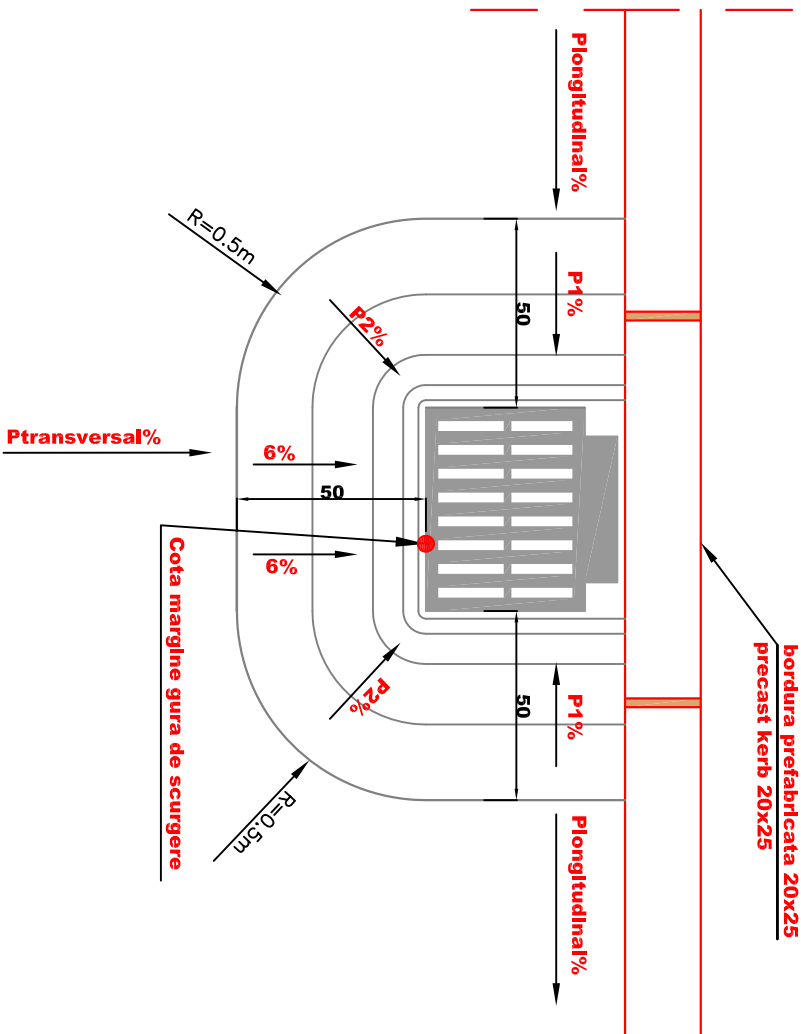 Plongitudinal%
R=0.5m
P1%
50
P2%
Ptransversal%
6%
50
6%
Cota margine gura de scurgere
bordura prefabricata 20x25
precast kerb 20x25
P2%
50
P1%
R=0.5m
Plongitudinal%